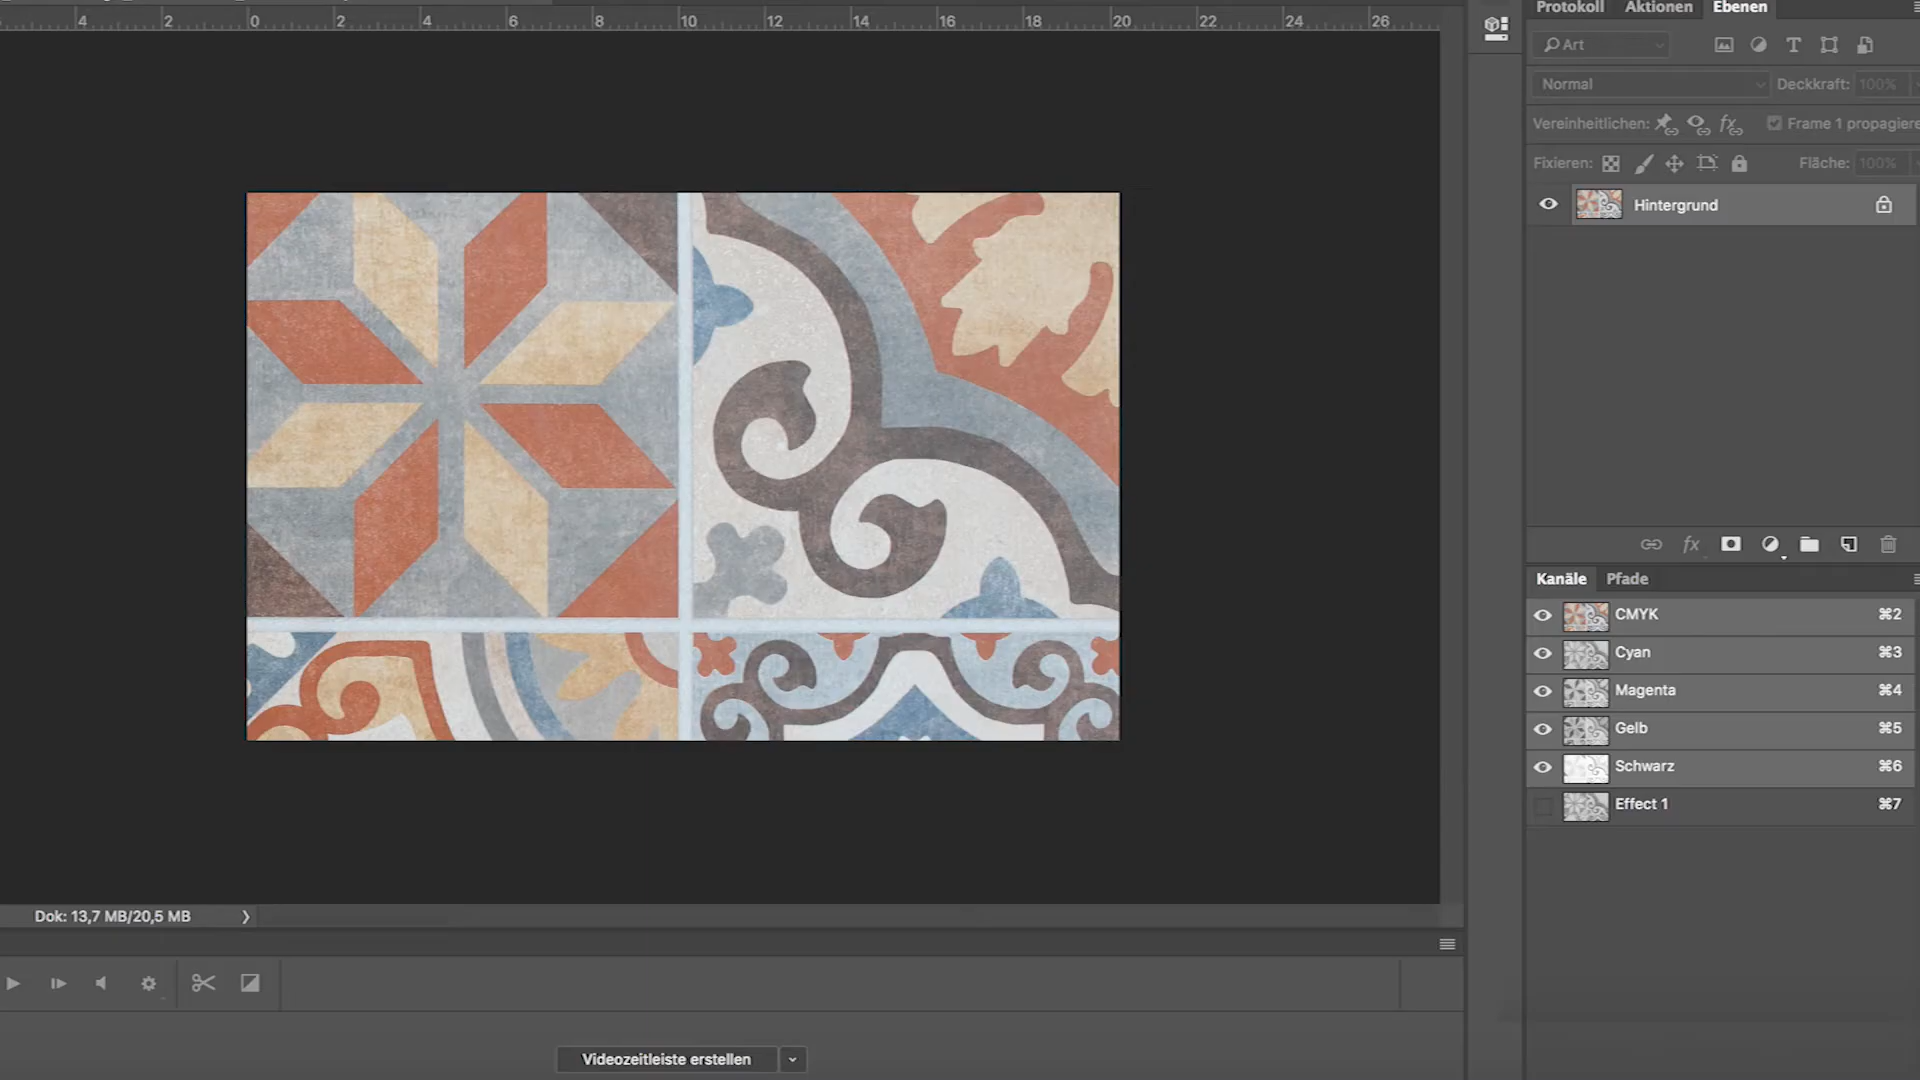 4 2 0 2 4 6 8 10 12 14 16 18 20 22 24 26
Protokoll Aktionen Ebenen
Art
Normal Deckkraft: 100%
Vereinheitlichen: Frame 1 propagiere
Fixieren: Fläche: 100%
Hintergrund
fx
Kanäle Pfade
CMYK ⌘2
Cyan ⌘3
Magenta ⌘4
Gelb ⌘5
Schwarz ⌘6
Effect 1 ⌘7
Dok: 13,7 MB/20,5 MB
Videozeitleiste erstellen